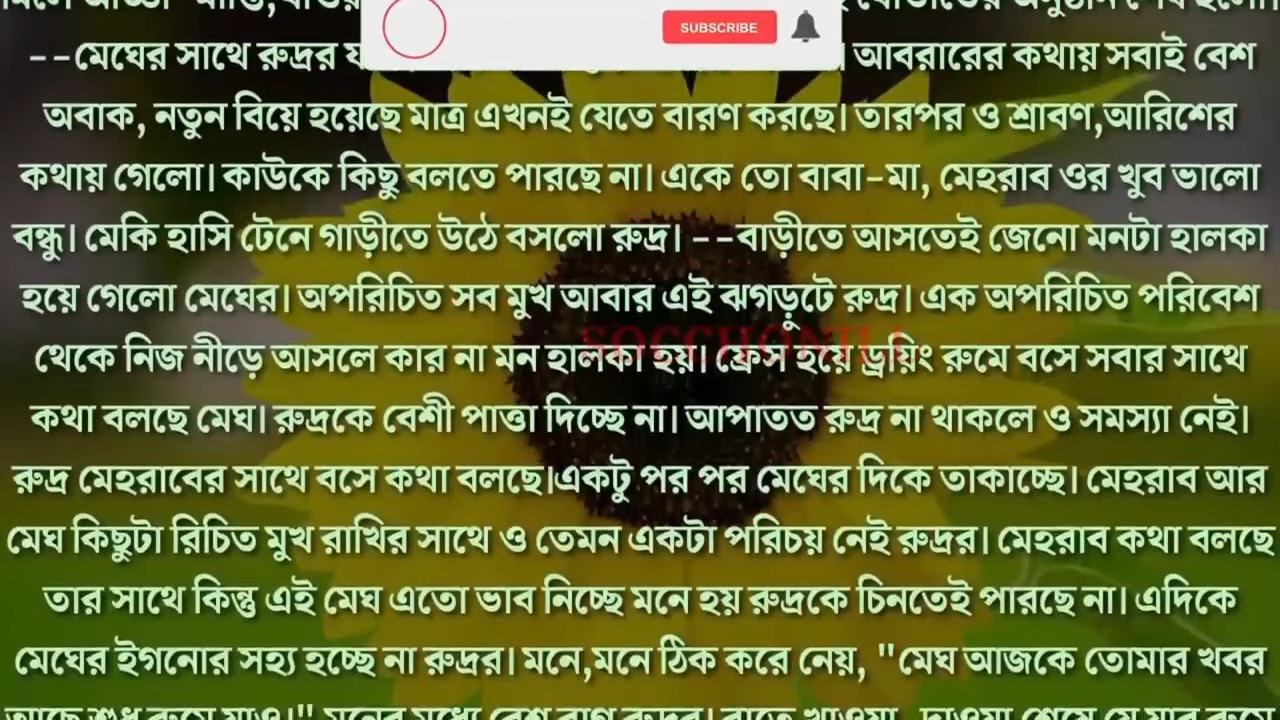 SUBSCRIBE
--মেঘের সাথে রুদ্রর আবরারের কথায় সবাই বেশ
অবাক, নতুন বিয়ে হয়েছে মাত্র এখনই যেতে বারণ করছে। তারপর ও শ্রাবণ,আরিশের
কথায় গেলো। কাউকে কিছু বলতে পারছে না। একে তো বাবা-মা, মেহরাব ওর খুব ভালো
বন্ধু। মেকি হাসি টেনে গাড়ীতে উঠে বসলো রুদ্র। --বাড়ীতে আসতেই জেনো মনটা হালকা
হয়ে গেলো মেঘের। অপরিচিত সব মুখ আবার এই ঝগড়ুটে রুদ্র। এক অপরিচিত পরিবেশ
থেকে নিজ নীড়ে আসলে কার না মন হালকা হয়। ফ্রেস হয়ে ড্রয়িং রুমে বসে সবার সাথে
কথা বলছে মেঘ। রুদ্রকে বেশী পাত্তা দিচ্ছে না। আপাতত রুদ্র না থাকলে ও সমস্যা নেই।
রুদ্র মেহরাবের সাথে বসে কথা বলছে।একটু পর পর মেঘের দিকে তাকাচ্ছে। মেহরাব আর
মেঘ কিছুটা রিচিত মুখ রাখির সাথে ও তেমন একটা পরিচয় নেই রুদ্রর। মেহরাব কথা বলছে
তার সাথে কিন্তু এই মেঘ এতো ভাব নিচ্ছে মনে হয় রুদ্রকে চিনতেই পারছে না। এদিকে
মেঘের ইগনোর সহ্য হচ্ছে না রুদ্রর। মনে,মনে ঠিক করে নেয়, "মেঘ আজকে তোমার খবর